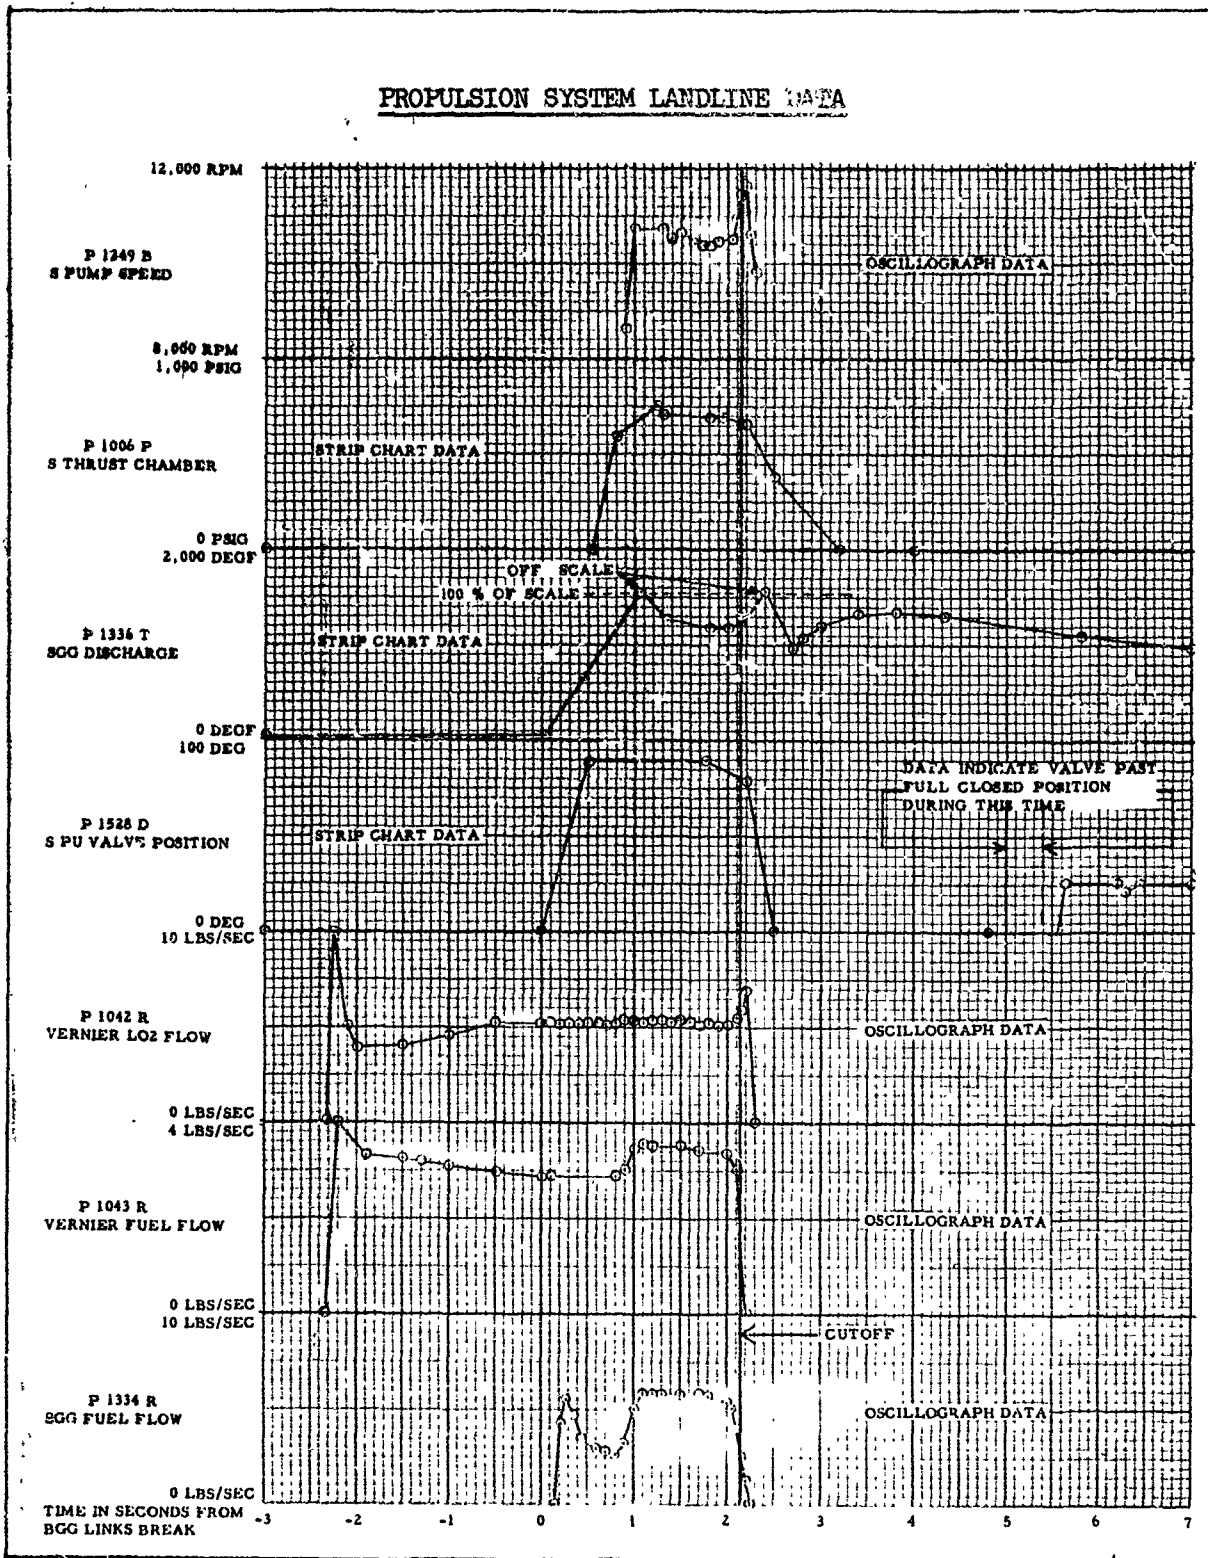 PROPULSION SYSTEM LANDLINE DATA
12,000 RPM
P 1349 B
S PUMP SPEED
OSCILLOGRAPH DATA
8,000 RPM
1,000 PSIG
P 1006 P
S THRUST CHAMBER
STRIP CHART DATA
0 PSIG
2,000 DEGF
OFF SCALE
100 % OF SCALE
P 1336 T
SGG DISCHARGE
STRIP CHART DATA
0 DEGF
100 DEG
DATA INDICATE VALVE PAST
FULL CLOSED POSITION
DURING THIS TIME
P 1528 D
S PU VALVE POSITION
STRIP CHART DATA
0 DEG
10 LBS/SEC
P 1042 R
VERNIER LO2 FLOW
OSCILLOGRAPH DATA
0 LBS/SEC
4 LBS/SEC
P 1043 R
VERNIER FUEL FLOW
OSCILLOGRAPH DATA
0 LBS/SEC
10 LBS/SEC
CUTOFF
P 1334 R
SGG FUEL FLOW
OSCILLOGRAPH DATA
0 LBS/SEC
TIME IN SECONDS FROM
BGG LINKS BREAK
-3 -2 -1 0 1 2 3 4 5 6 7